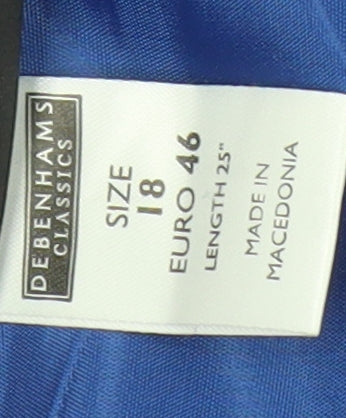 DEBENHAMS
CLASSICS
SIZE
18
EURO 46
LENGTH 25"
MADE IN
MACEDONIA